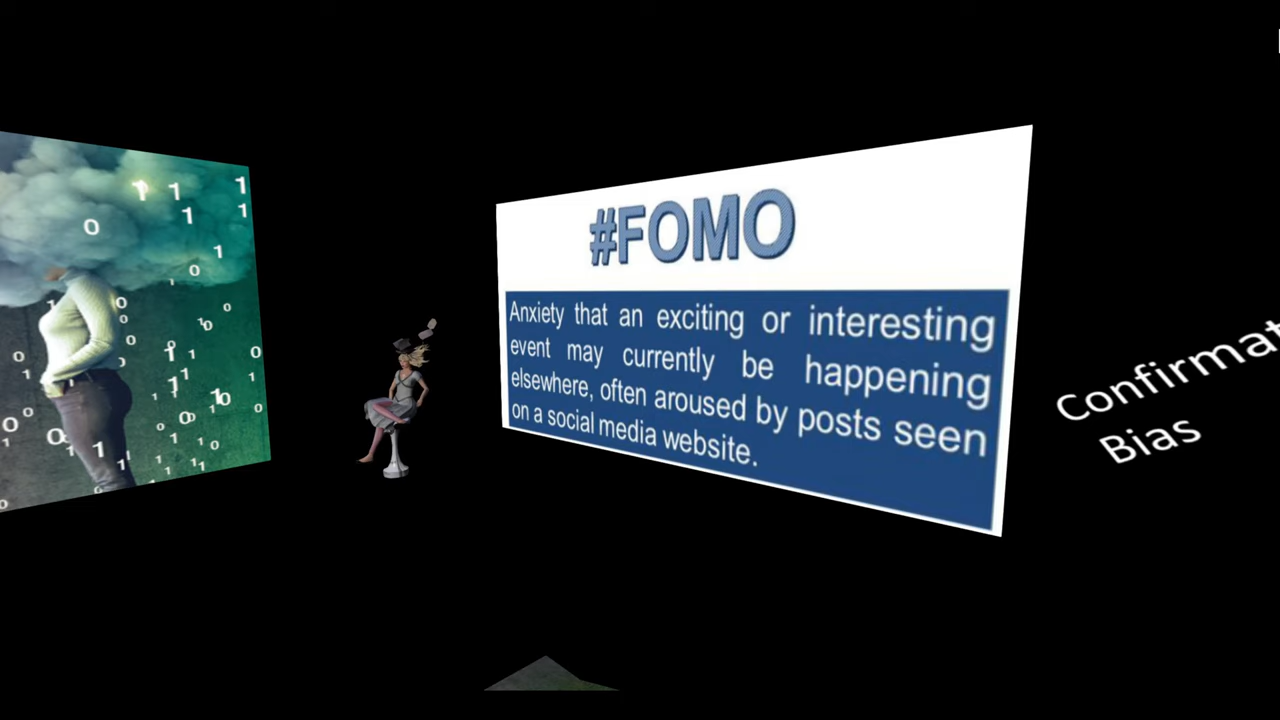 #FOMO
Anxiety that an exciting or interesting
event may currently be happening
elsewhere, often aroused by posts seen
on a social media website.
Bias